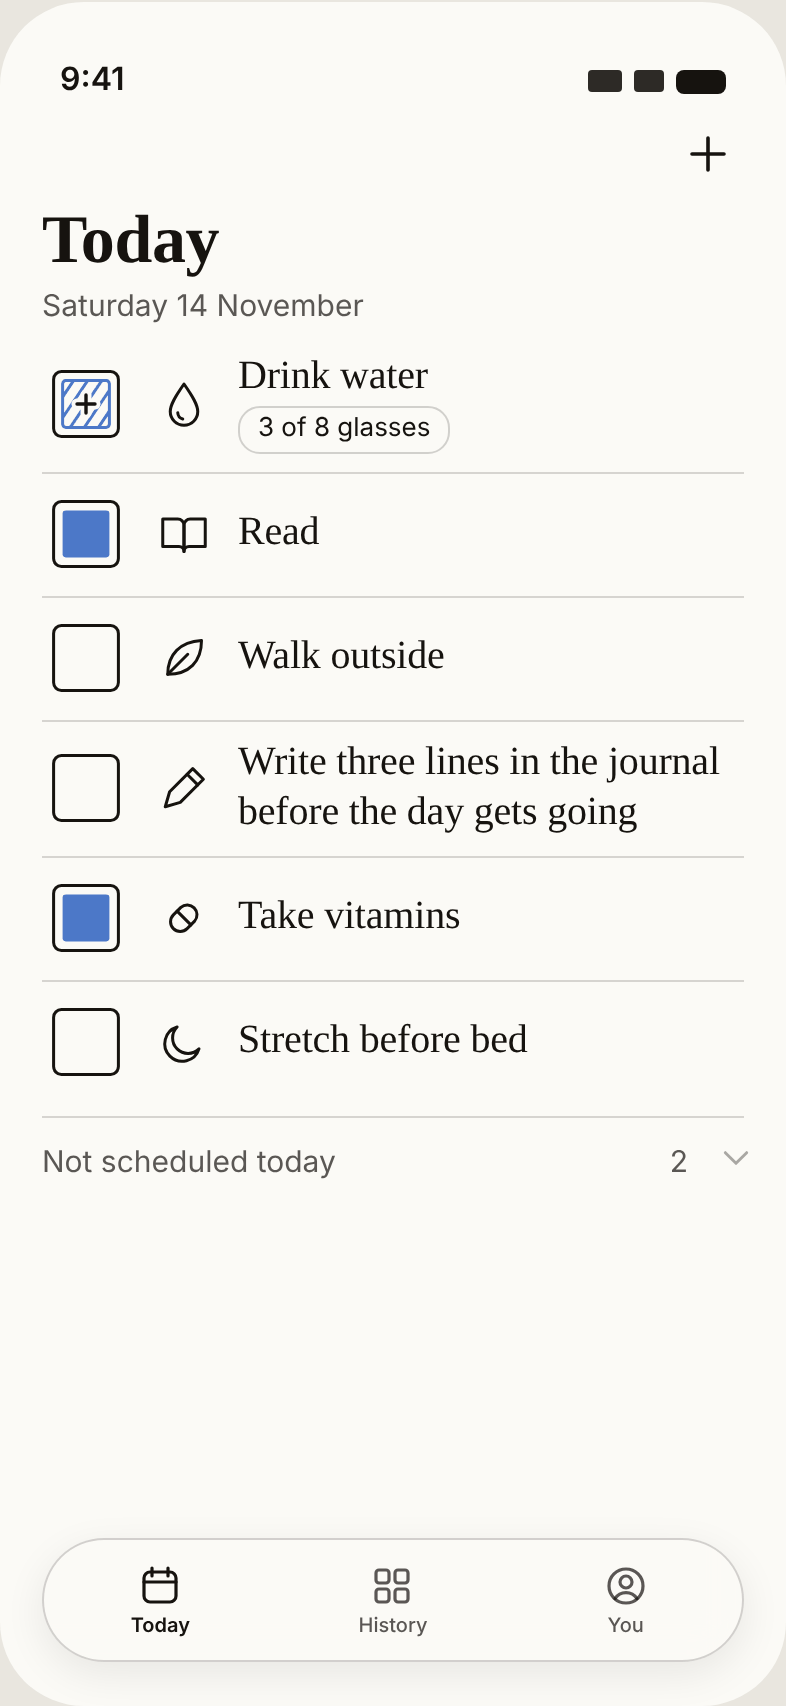 9:41
Today
Saturday 14 November
Drink water
3 of 8 glasses
Read
Walk outside
Write three lines in the journal
before the day gets going
Take vitamins
Stretch before bed
Not scheduled today 2
Today History You